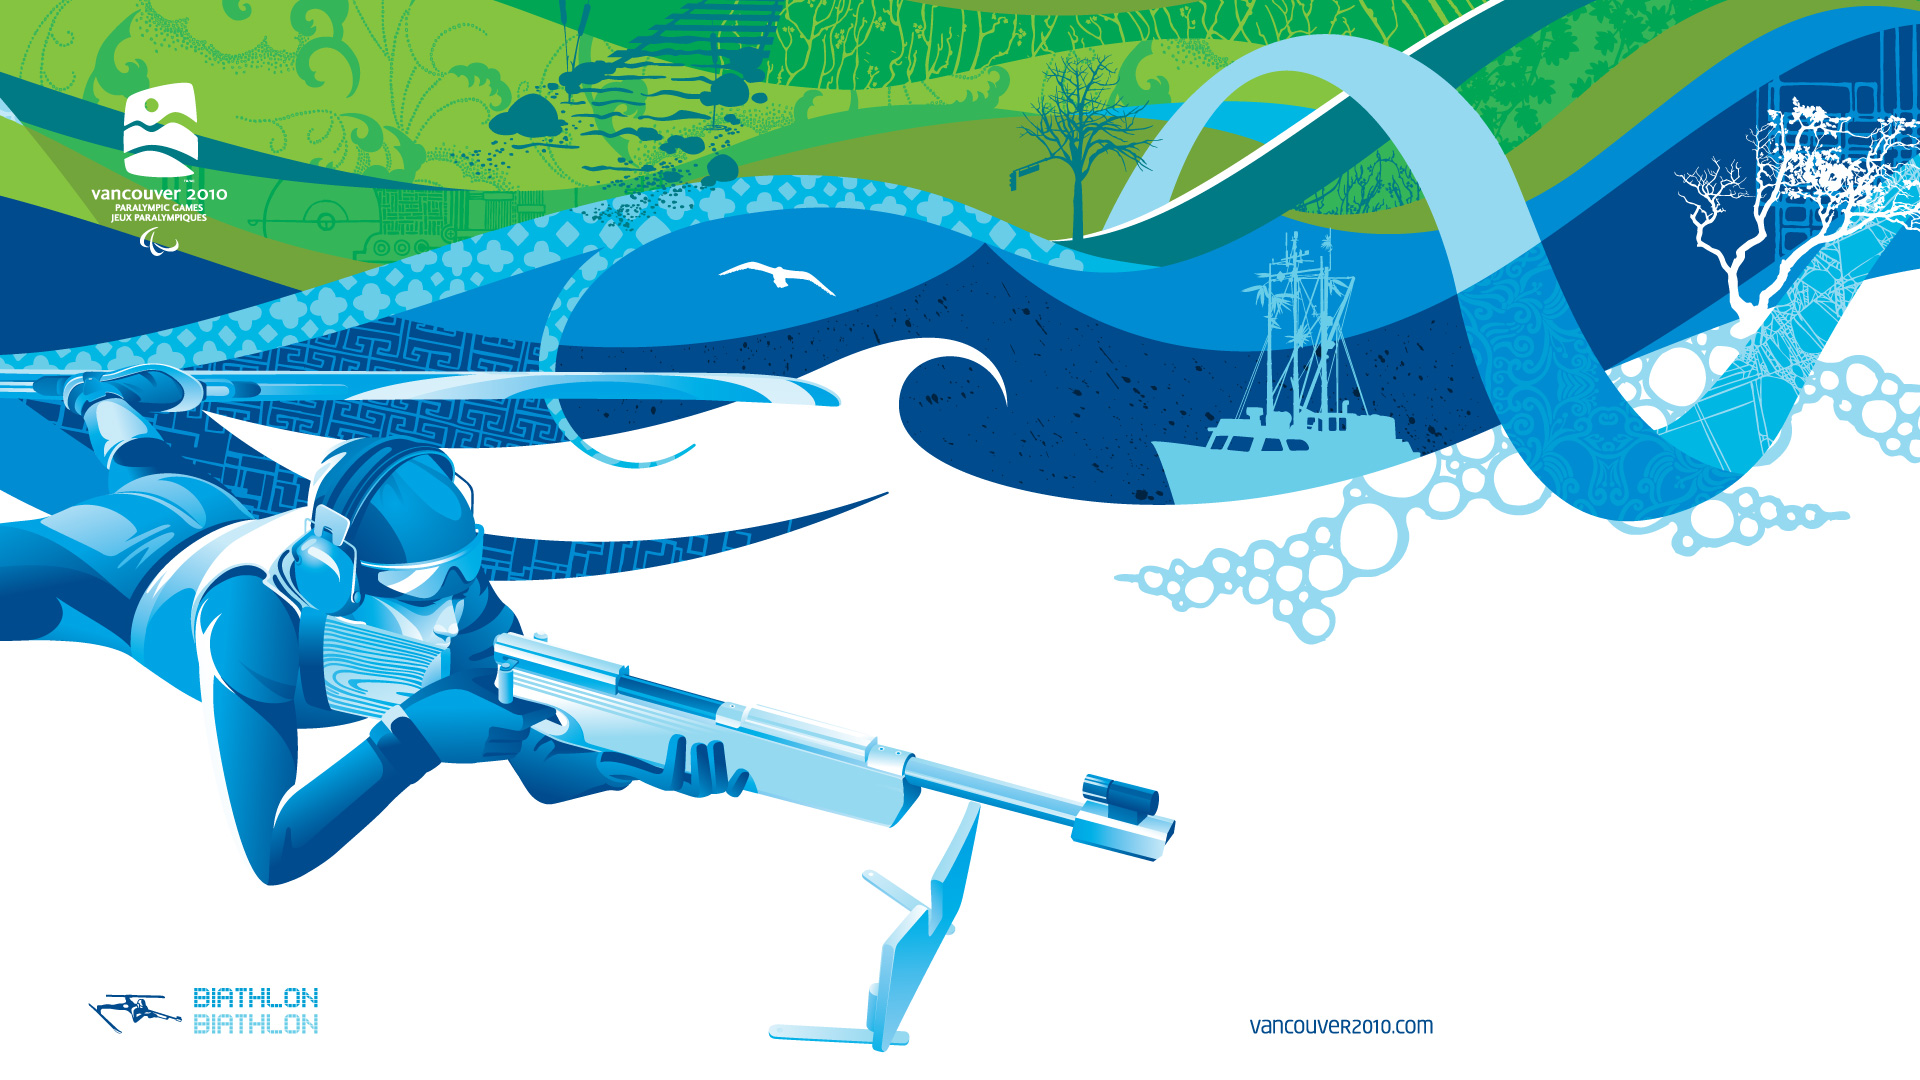 vancouver 2010
PARALYMPIC GAMES
JEUX PARALYMPIQUES
BIATHLON
BIATHLON
vancouver2010.com